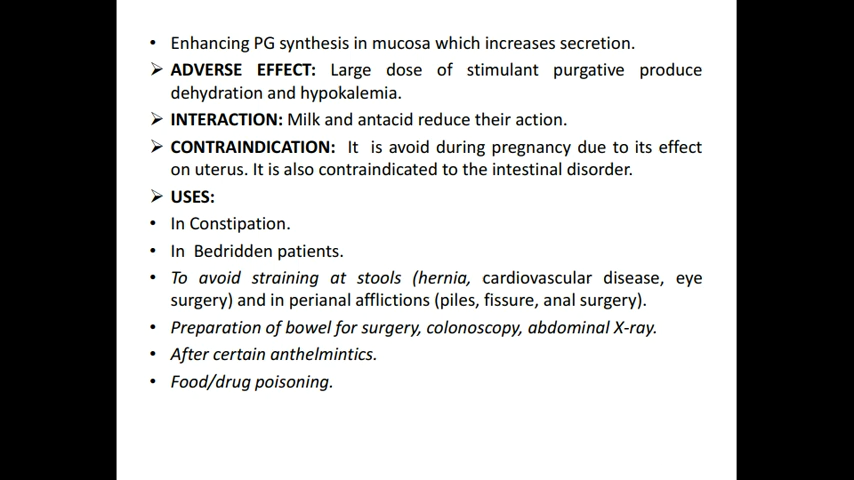 • Enhancing PG synthesis in mucosa which increases secretion.
➢ ADVERSE EFFECT: Large dose of stimulant purgative produce
dehydration and hypokalemia.
➢ INTERACTION: Milk and antacid reduce their action.
➢ CONTRAINDICATION: It is avoid during pregnancy due to its effect
on uterus. It is also contraindicated to the intestinal disorder.
➢ USES:
• In Constipation.
• In Bedridden patients.
• To avoid straining at stools (hernia, cardiovascular disease, eye
surgery) and in perianal afflictions (piles, fissure, anal surgery).
• Preparation of bowel for surgery, colonoscopy, abdominal X-ray.
• After certain anthelmintics.
• Food/drug poisoning.